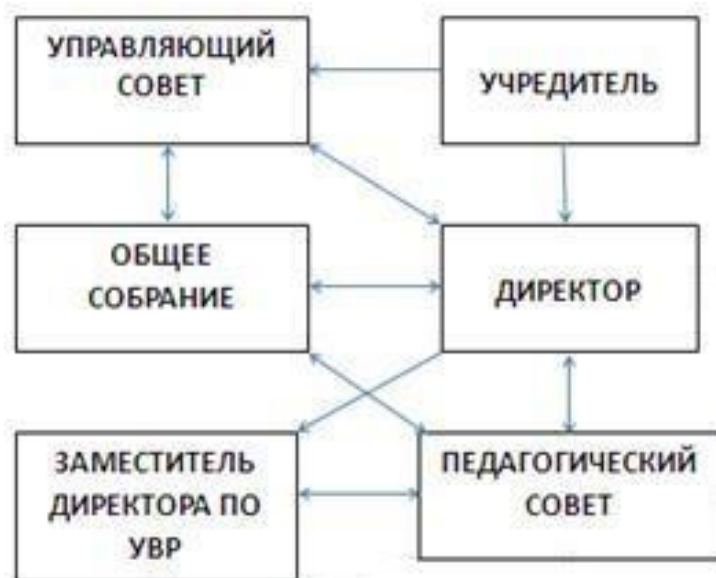 УПРАВЛЯЮЩИЙ
СОВЕТ
УЧРЕДИТЕЛЬ
ОБЩЕЕ
СОБРАНИЕ
ДИРЕКТОР
ЗАМЕСТИТЕЛЬ
ДИРЕКТОРА ПО
УВР
ПЕДАГОГИЧЕСКИЙ
СОВЕТ